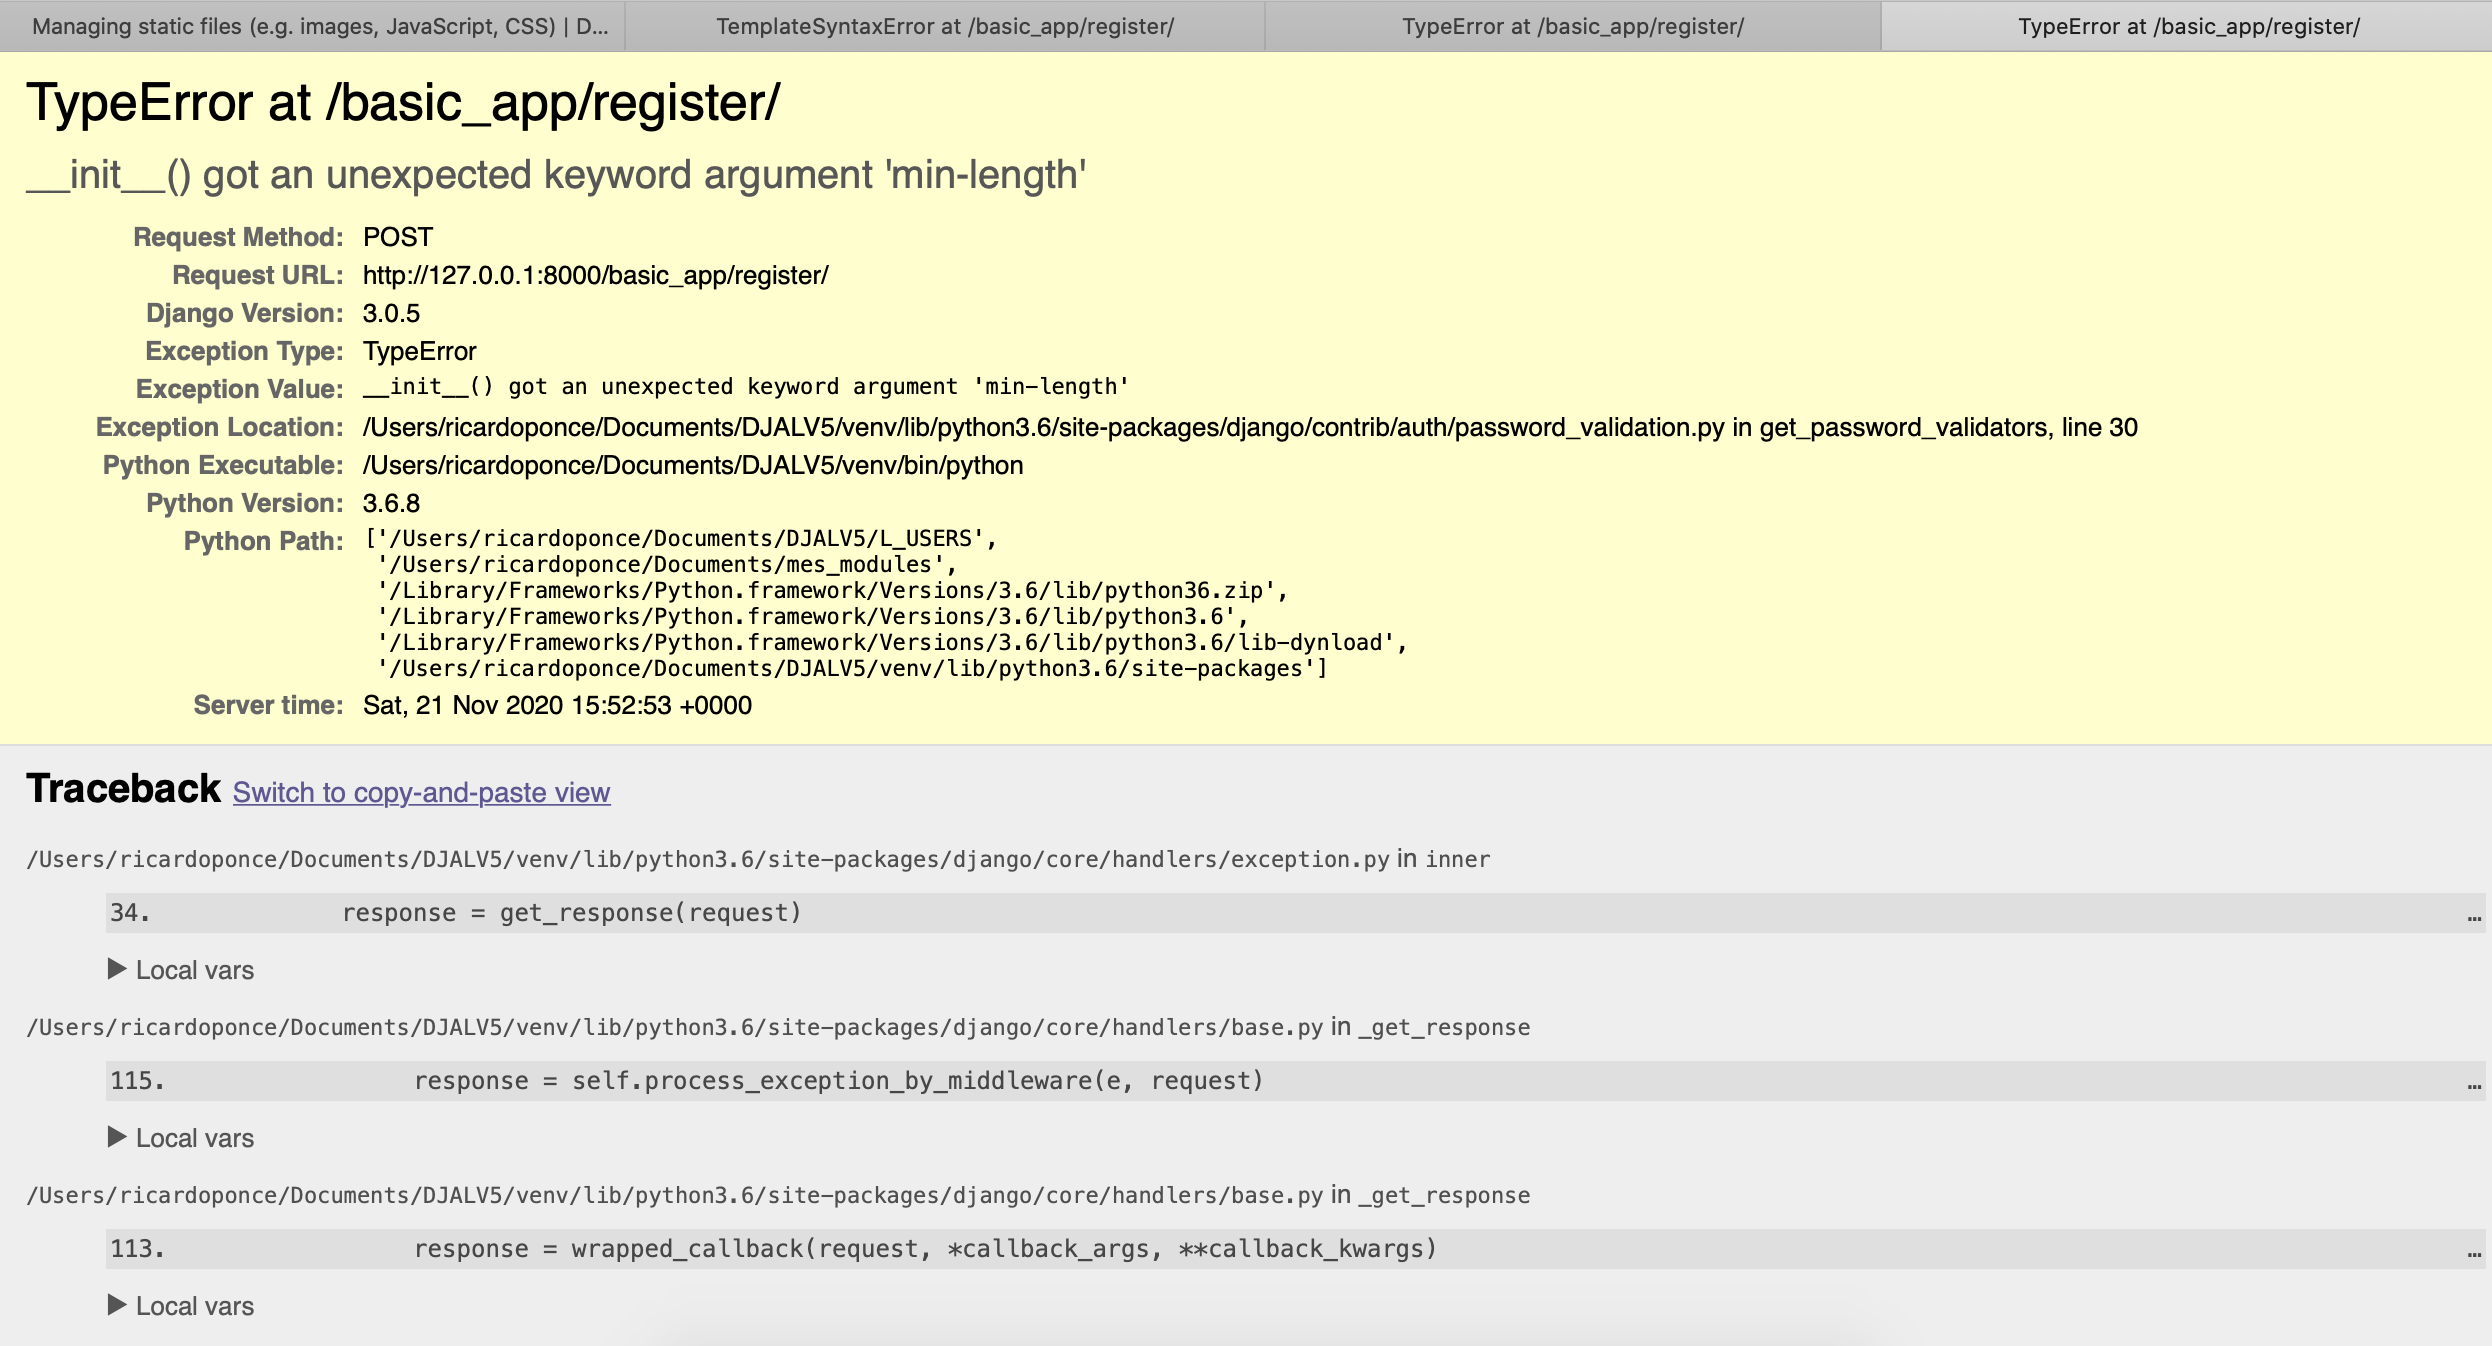 Managing static files (e.g. images, JavaScript, CSS) | D... TemplateSyntaxError at /basic_app/register/ TypeError at /basic_app/register/ TypeError at /basic_app/register/
TypeError at /basic_app/register/
__init__() got an unexpected keyword argument 'min-length'
Request Method: POST
Request URL: http://127.0.0.1:8000/basic_app/register/
Django Version: 3.0.5
Exception Type: TypeError
Exception Value: __init__() got an unexpected keyword argument 'min-length'
Exception Location: /Users/ricardoponce/Documents/DJALV5/venv/lib/python3.6/site-packages/django/contrib/auth/password_validation.py in get_password_validators, line 30
Python Executable: /Users/ricardoponce/Documents/DJALV5/venv/bin/python
Python Version: 3.6.8
Python Path: ['/Users/ricardoponce/Documents/DJALV5/L_USERS',
'/Users/ricardoponce/Documents/mes_modules',
'/Library/Frameworks/Python.framework/Versions/3.6/lib/python36.zip',
'/Library/Frameworks/Python.framework/Versions/3.6/lib/python3.6',
'/Library/Frameworks/Python.framework/Versions/3.6/lib/python3.6/lib-dynload',
'/Users/ricardoponce/Documents/DJALV5/venv/lib/python3.6/site-packages']
Server time: Sat, 21 Nov 2020 15:52:53 +0000
Traceback Switch to copy-and-paste view
/Users/ricardoponce/Documents/DJALV5/venv/lib/python3.6/site-packages/django/core/handlers/exception.py in inner
34. response = get_response(request) …
▶ Local vars
/Users/ricardoponce/Documents/DJALV5/venv/lib/python3.6/site-packages/django/core/handlers/base.py in _get_response
115. response = self.process_exception_by_middleware(e, request) …
▶ Local vars
/Users/ricardoponce/Documents/DJALV5/venv/lib/python3.6/site-packages/django/core/handlers/base.py in _get_response
113. response = wrapped_callback(request, *callback_args, **callback_kwargs) …
▶ Local vars